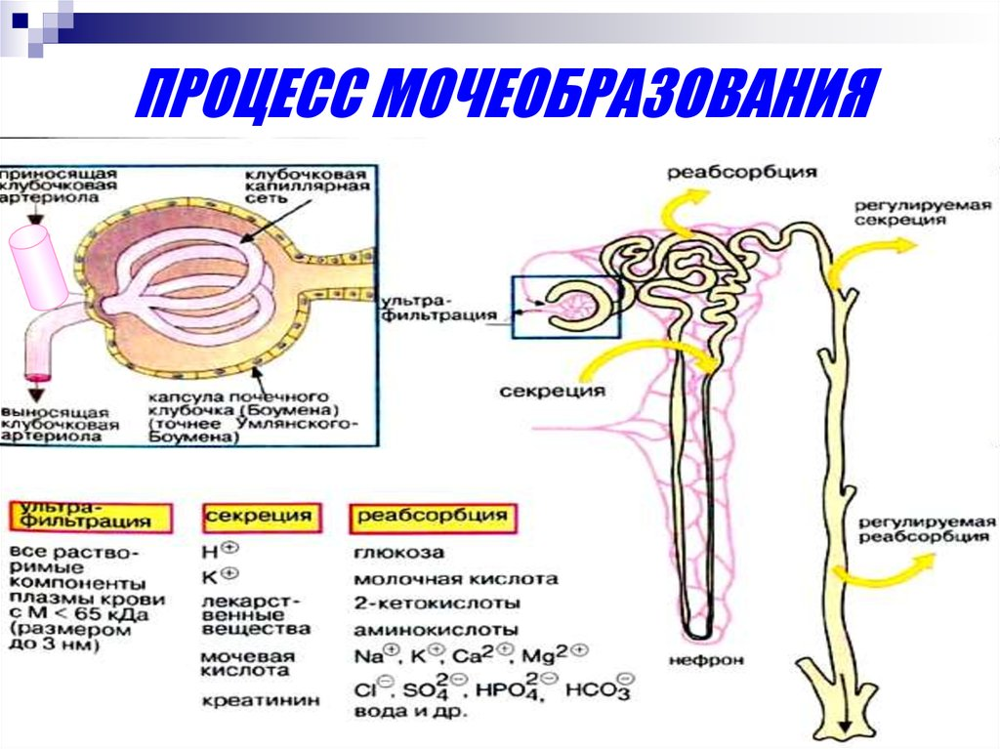 ПРОЦЕСС МОЧЕОБРАЗОВАНИЯ
приносящая
клубочковая
артериола
клубочковая
капиллярная
сеть
выносящая
клубочковая
артериола
капсула почечного
клубочка (Боумена)
(точнее Умлянского-
Боумена)
ультра-
фильтрация
реабсорбция
регулируемая
секреция
секреция
регулируемая
реабсорбция
нефрон
ультра-
фильтрация
все раство-
римые
компоненты
плазмы крови
с М < 65 кДа
(размером
до 3 нм)
секреция
H⊕
K⊕
лекарст-
венные
вещества
мочевая
кислота
креатинин
реабсорбция
глюкоза
молочная кислота
2-кетокислоты
аминокислоты
Na⊕, K⊕, Ca2⊕, Mg2⊕
Cl⊖, SO₄2⊖, HPO₄2⊖, HCO₃⊖
вода и др.